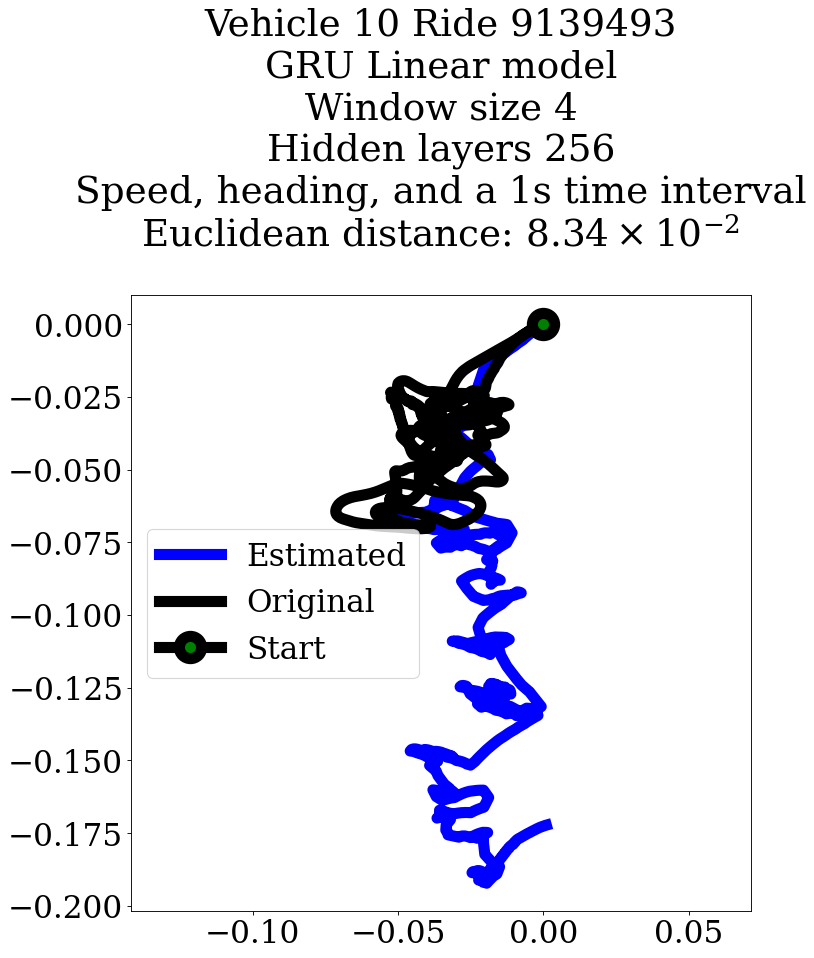 Vehicle 10 Ride 9139493
GRU Linear model
Window size 4
Hidden layers 256
Speed, heading, and a 1s time interval
Euclidean distance: 8.34 × 10⁻²
0.000
−0.025
−0.050
−0.075
−0.100
−0.125
−0.150
−0.175
−0.200
Estimated
Original
Start
−0.10
−0.05
0.00
0.05